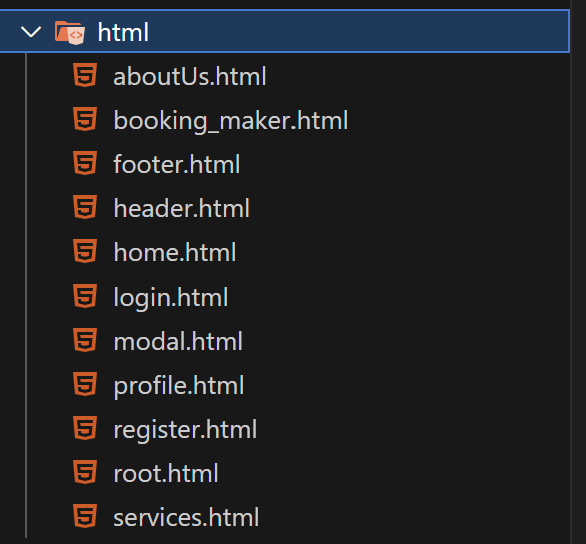 html
aboutUs.html
booking_maker.html
footer.html
header.html
home.html
login.html
modal.html
profile.html
register.html
root.html
services.html